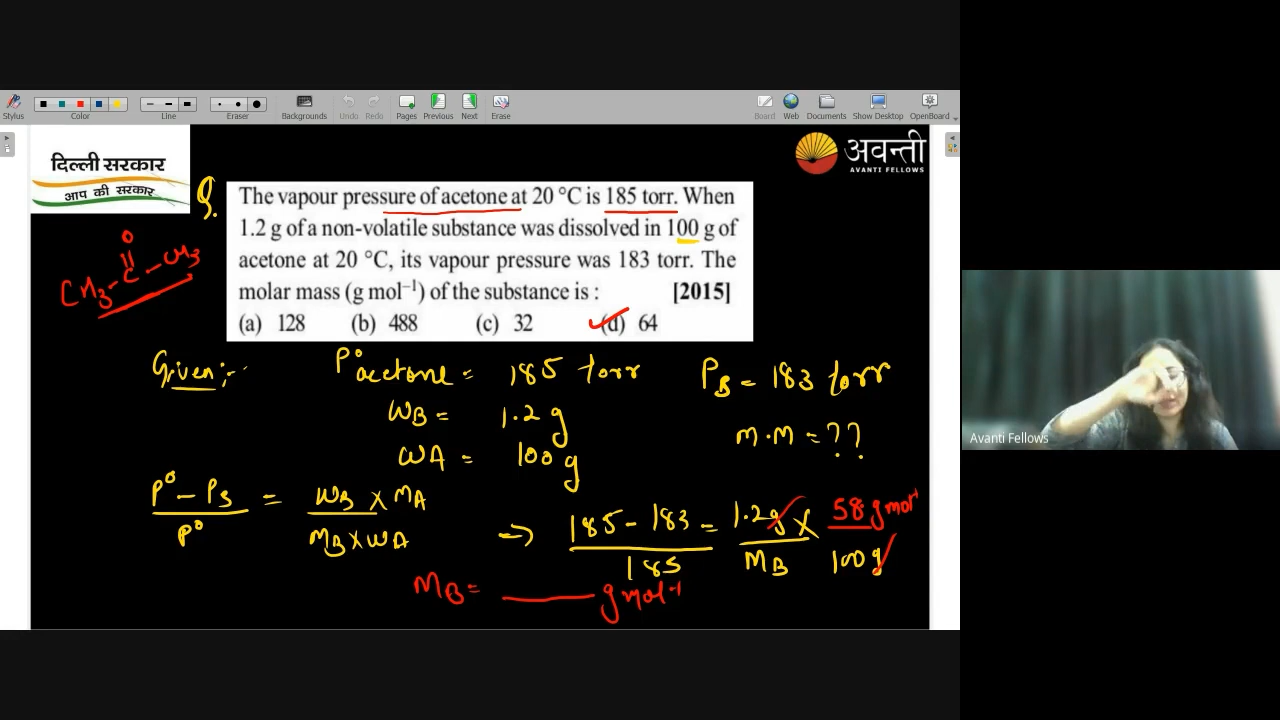 Stylus Color Line Eraser Backgrounds Undo Redo Pages Previous Next Erase Board Web Documents Show Desktop OpenBoard
दिल्ली सरकार
आप की सरकार
अवन्ती
AVANTI FELLOWS
Q.
The vapour pressure of acetone at 20 °C is 185 torr. When
1.2 g of a non-volatile substance was dissolved in 100 g of
acetone at 20 °C, its vapour pressure was 183 torr. The
molar mass (g mol⁻¹) of the substance is : [2015]
(a) 128 (b) 488 (c) 32 (d) 64
O
||
CH₃-C-CH₃
Given:- P°acetone = 185 torr PS = 183 torr
WB = 1.2 g
M.M = ??
WA = 100 g
P°-PS / P° = WB × MA / MB × WA → 185-183 / 185 = 1.2g / MB × 58 g mol⁻¹ / 100g
MB = ____ g mol⁻¹
Avanti Fellows